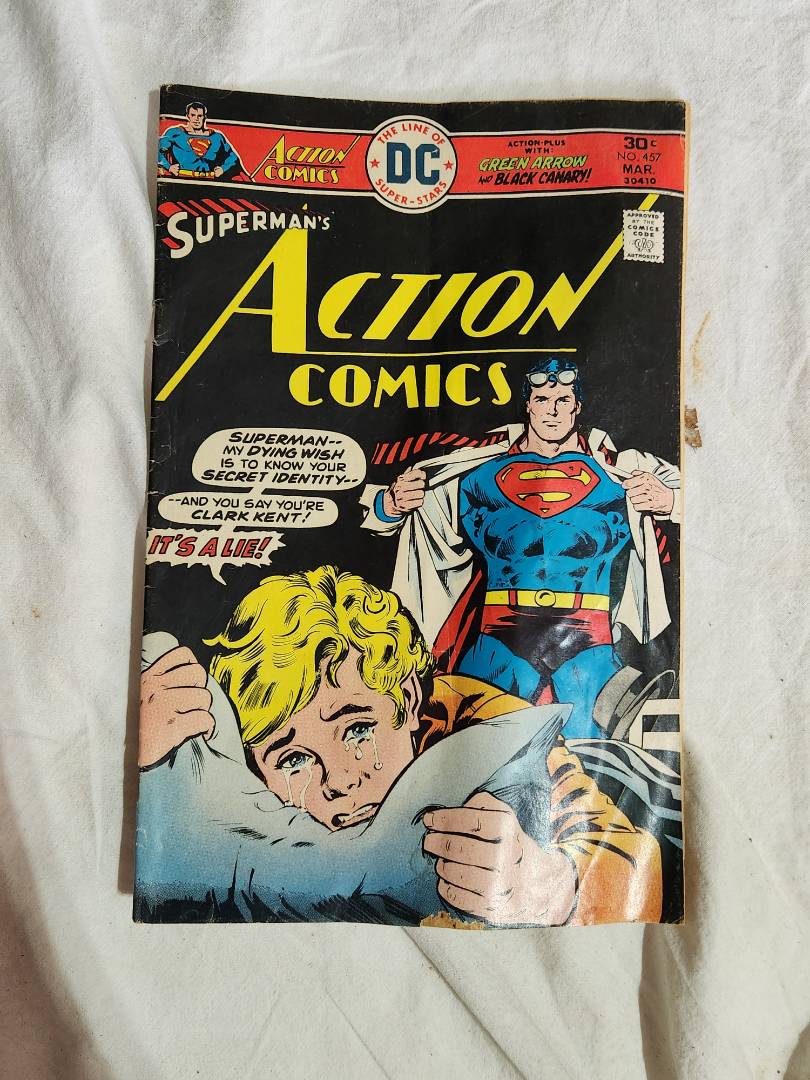 ACTION
COMICS
THE LINE OF
DC
SUPER-STARS
ACTION-PLUS
WITH:
GREEN ARROW
AND BLACK CANARY!
30¢
NO. 457
MAR.
30410
APPROVED
BY THE
COMICS
CODE
AUTHORITY
SUPERMAN'S
ACTION
COMICS
SUPERMAN--
MY DYING WISH
IS TO KNOW YOUR
SECRET IDENTITY--
--AND YOU SAY YOU'RE
CLARK KENT!
IT'S A LIE!